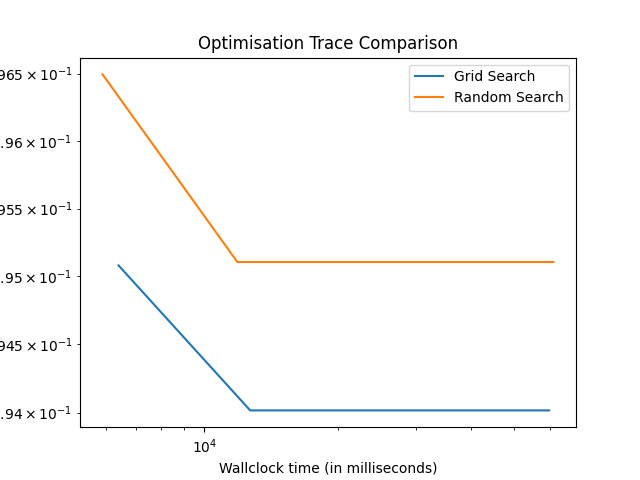 Optimisation Trace Comparison
965 × 10⁻¹
.96 × 10⁻¹
955 × 10⁻¹
.95 × 10⁻¹
945 × 10⁻¹
.94 × 10⁻¹
Grid Search
Random Search
10⁴
Wallclock time (in milliseconds)